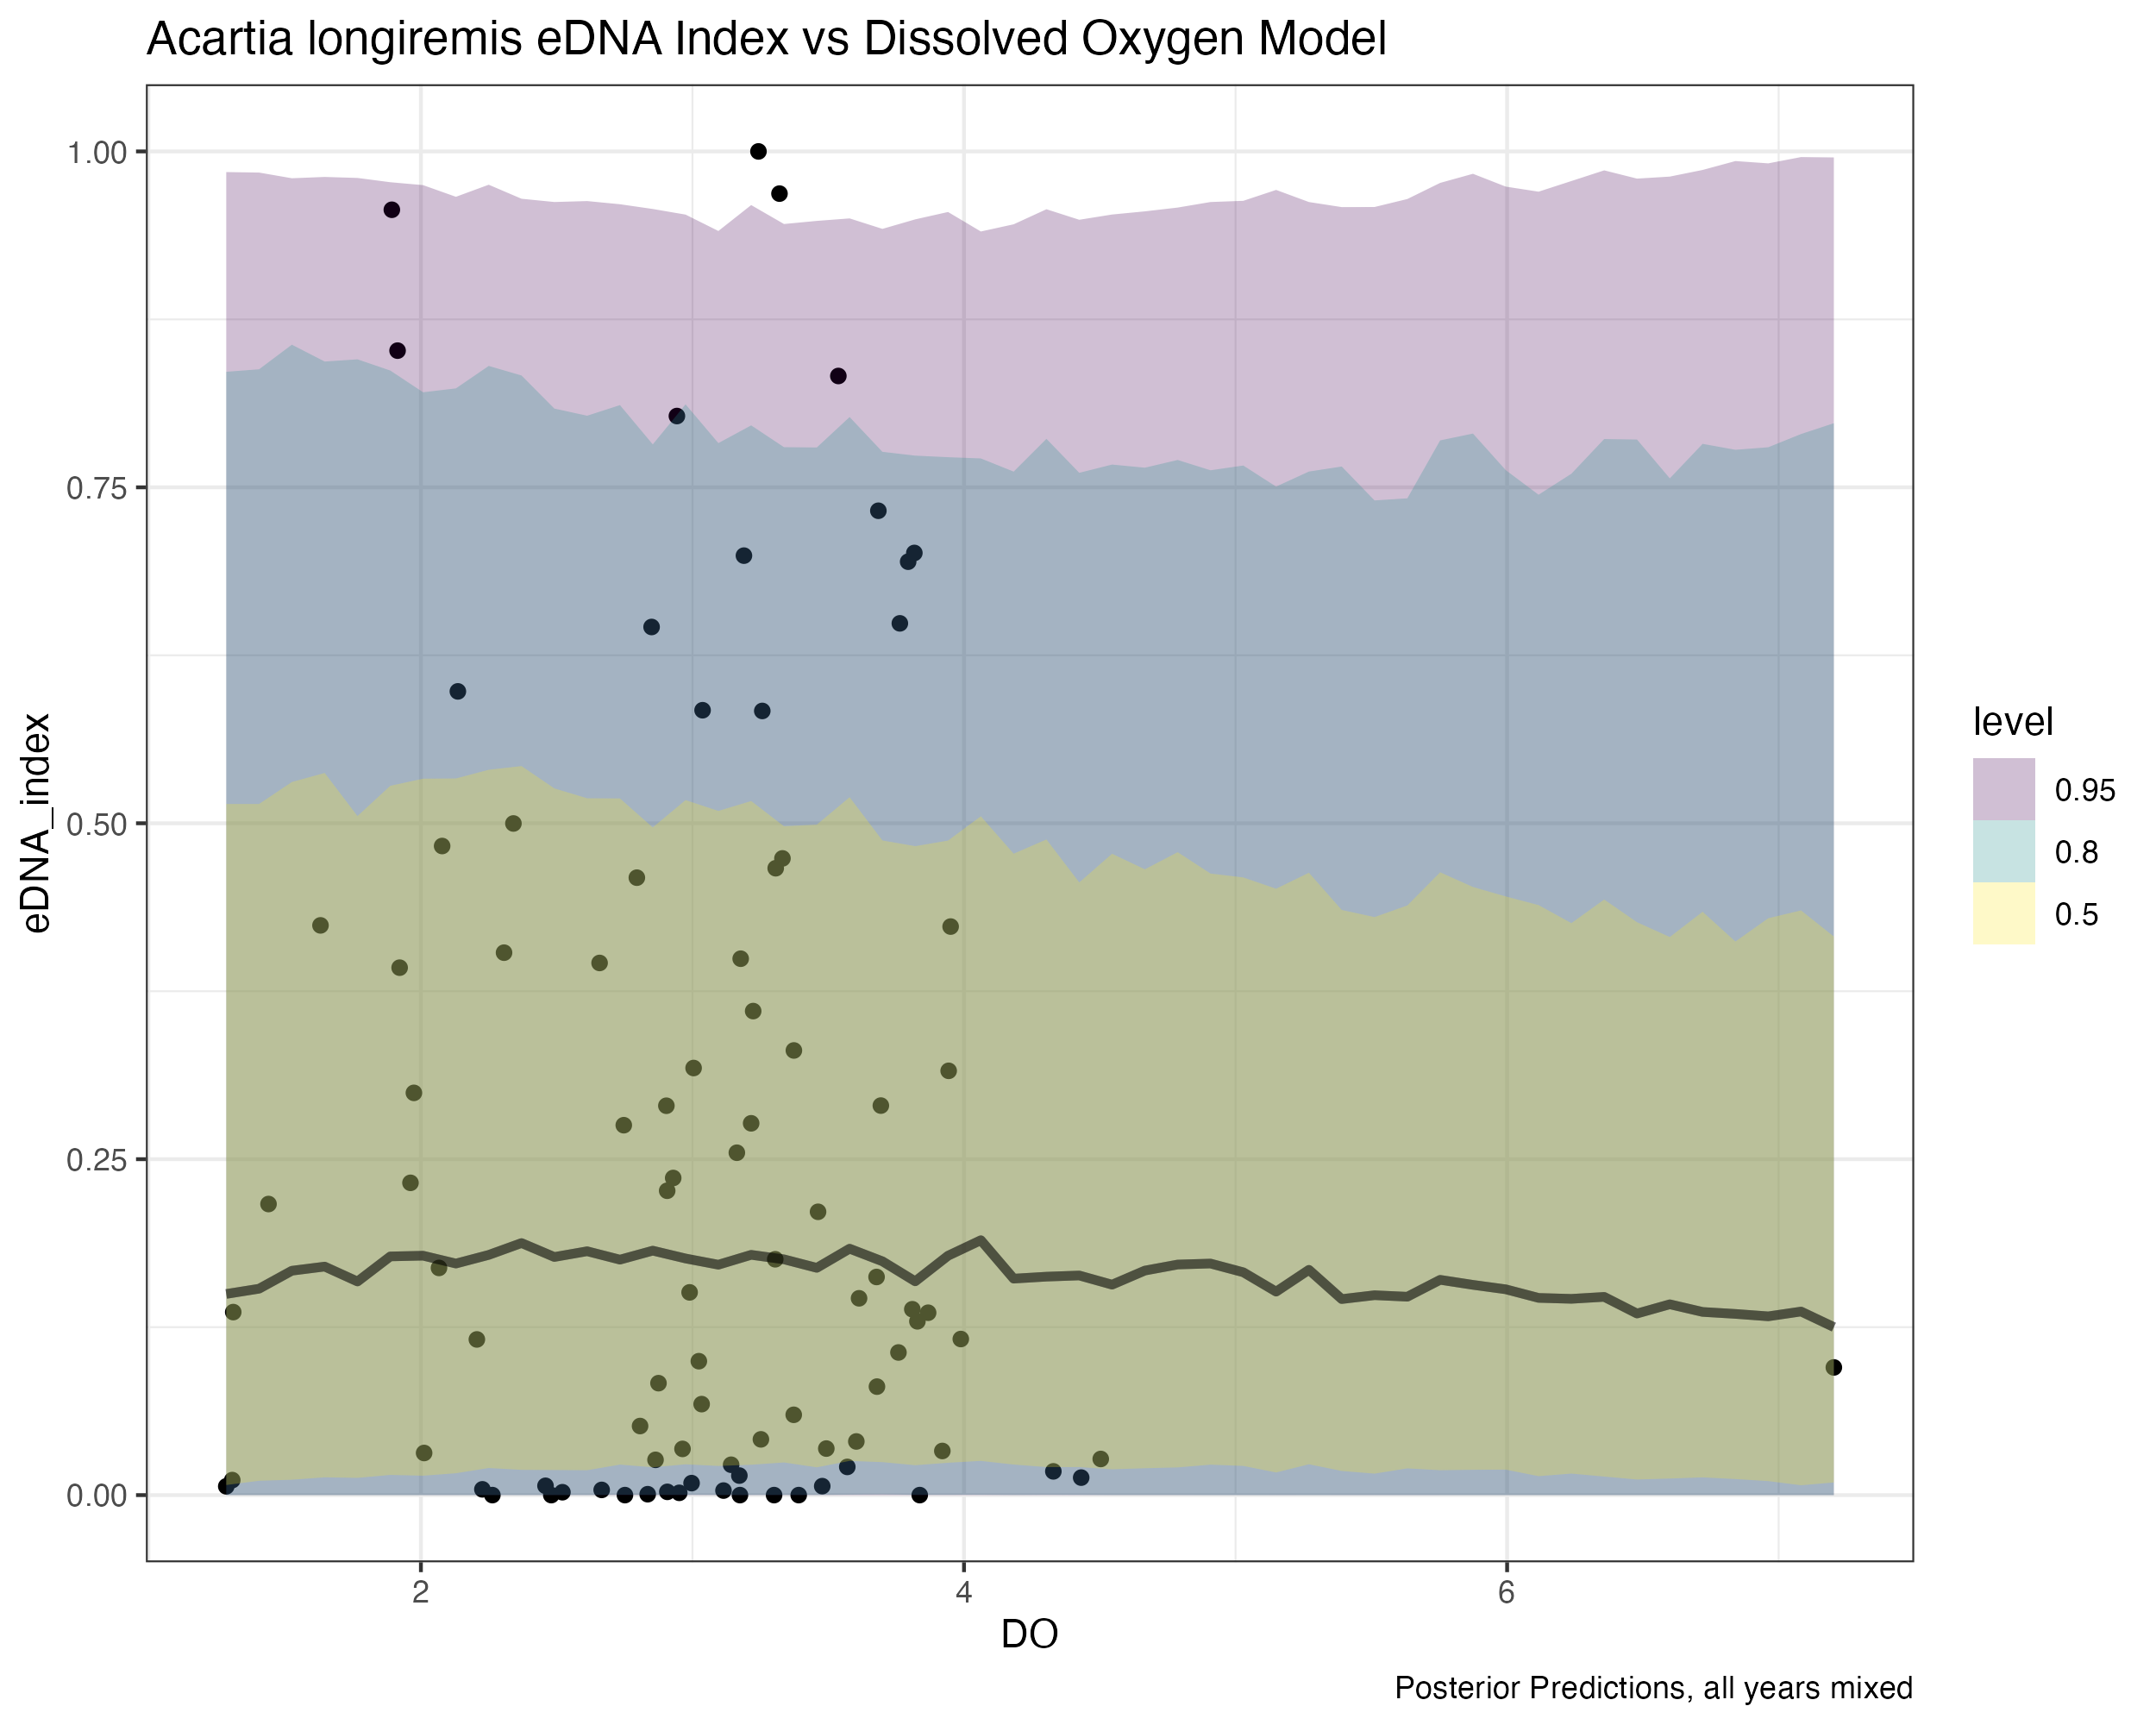 Acartia longiremis eDNA Index vs Dissolved Oxygen Model
eDNA_index
1.00
0.75
0.50
0.25
0.00
2
4
6
DO
level
0.95
0.8
0.5
Posterior Predictions, all years mixed